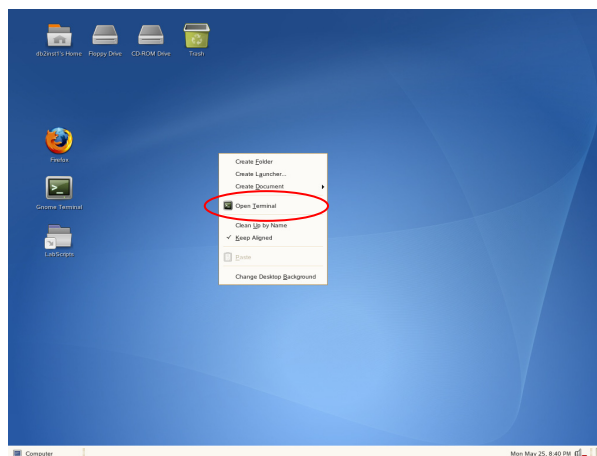 db2inst1's Home
Floppy Drive
CD-ROM Drive
Trash
Firefox
Gnome Terminal
LabScripts
Create Folder
Create Launcher...
Create Document
Open Terminal
Clean Up by Name
Keep Aligned
Paste
Change Desktop Background
Computer
Mon May 25, 8:40 PM